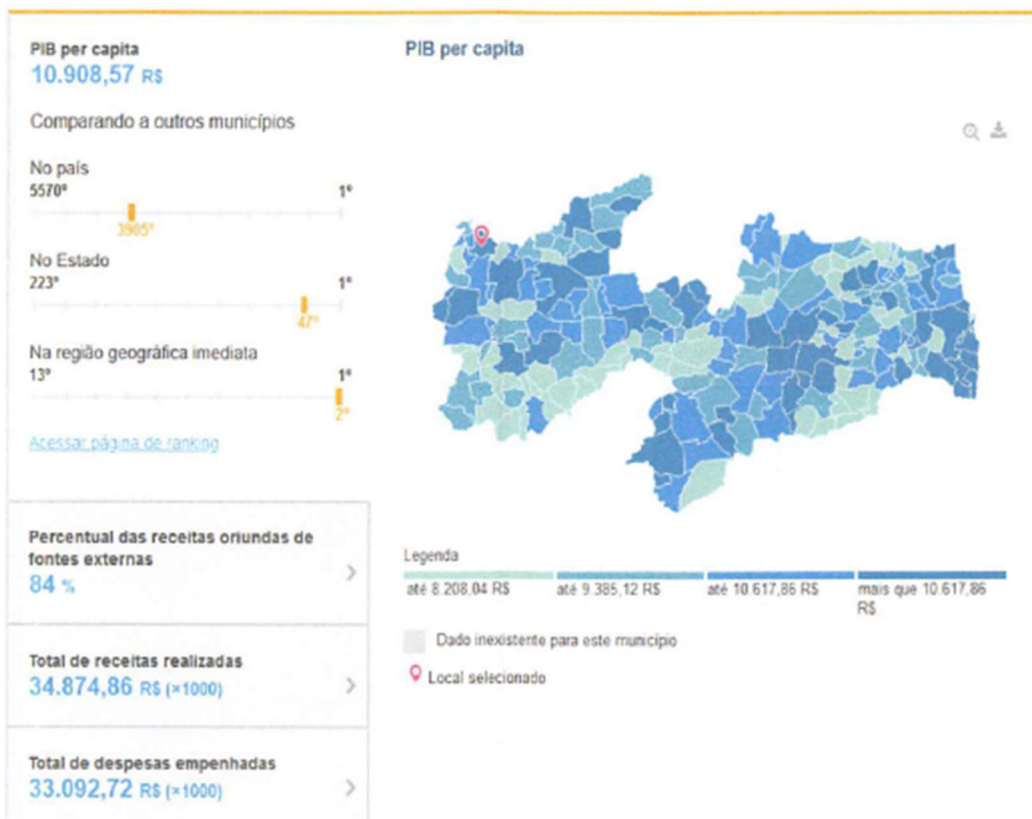 PIB per capita
10.908,57 R$
Comparando a outros municípios
No país
5570º 1º
3905º
No Estado
223º 1º
47º
Na região geográfica imediata
13º 1º
2º
Acessar página de ranking
Percentual das receitas oriundas de
fontes externas
84 %
Total de receitas realizadas
34.874,86 R$ (×1000)
Total de despesas empenhadas
33.092,72 R$ (×1000)
PIB per capita
Legenda
até 8.208,04 R$ até 9.385,12 R$ até 10.617,86 R$ mais que 10.617,86
R$
Dado inexistente para este município
Local selecionado